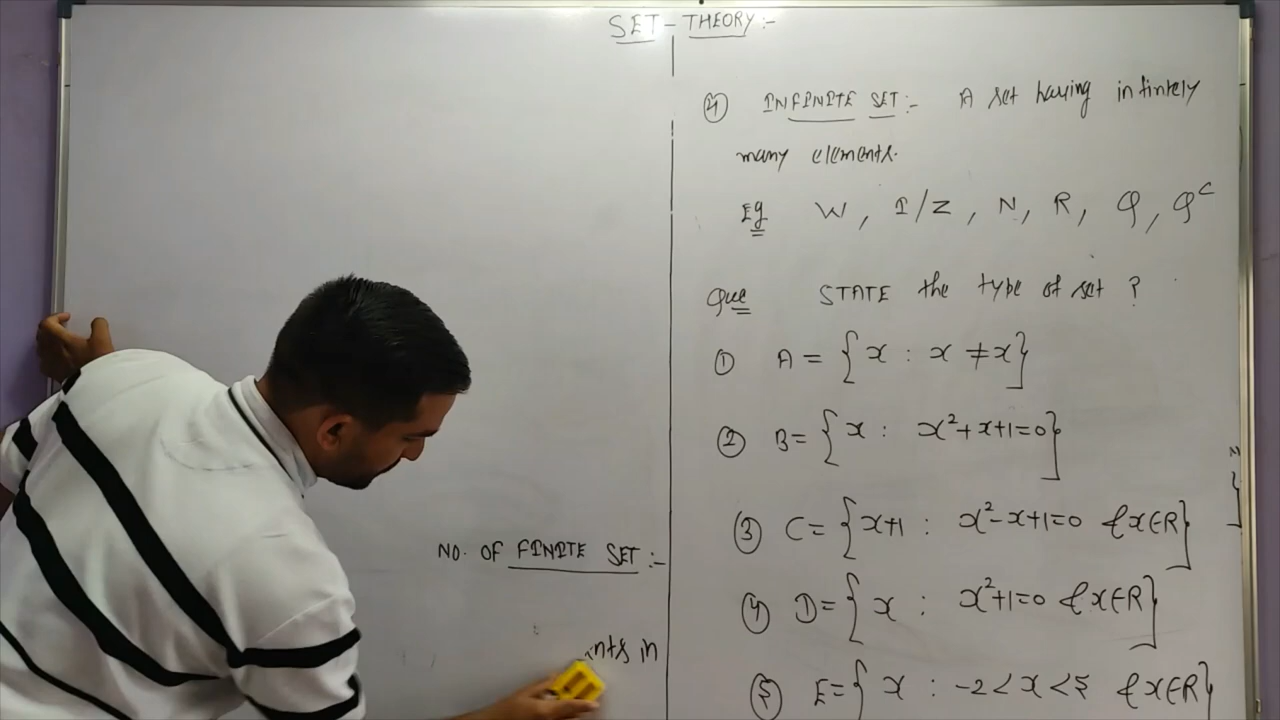 SET - THEORY :-
NO. OF FINITE SET :-
nts in
④ INFINITE SET :- A set having infintely
many elements.
Eg W, I/Z, N, R, Q, Q^c
Que STATE the type of set ?
① A = { x : x ≠ x }
② B = { x : x²+x+1=0 }
③ C = { x+1 : x²-x+1=0 & x∈R }
④ D = { x : x²+1=0 & x∈R }
⑤ E = { x : -2 < x < 5 & x∈R }